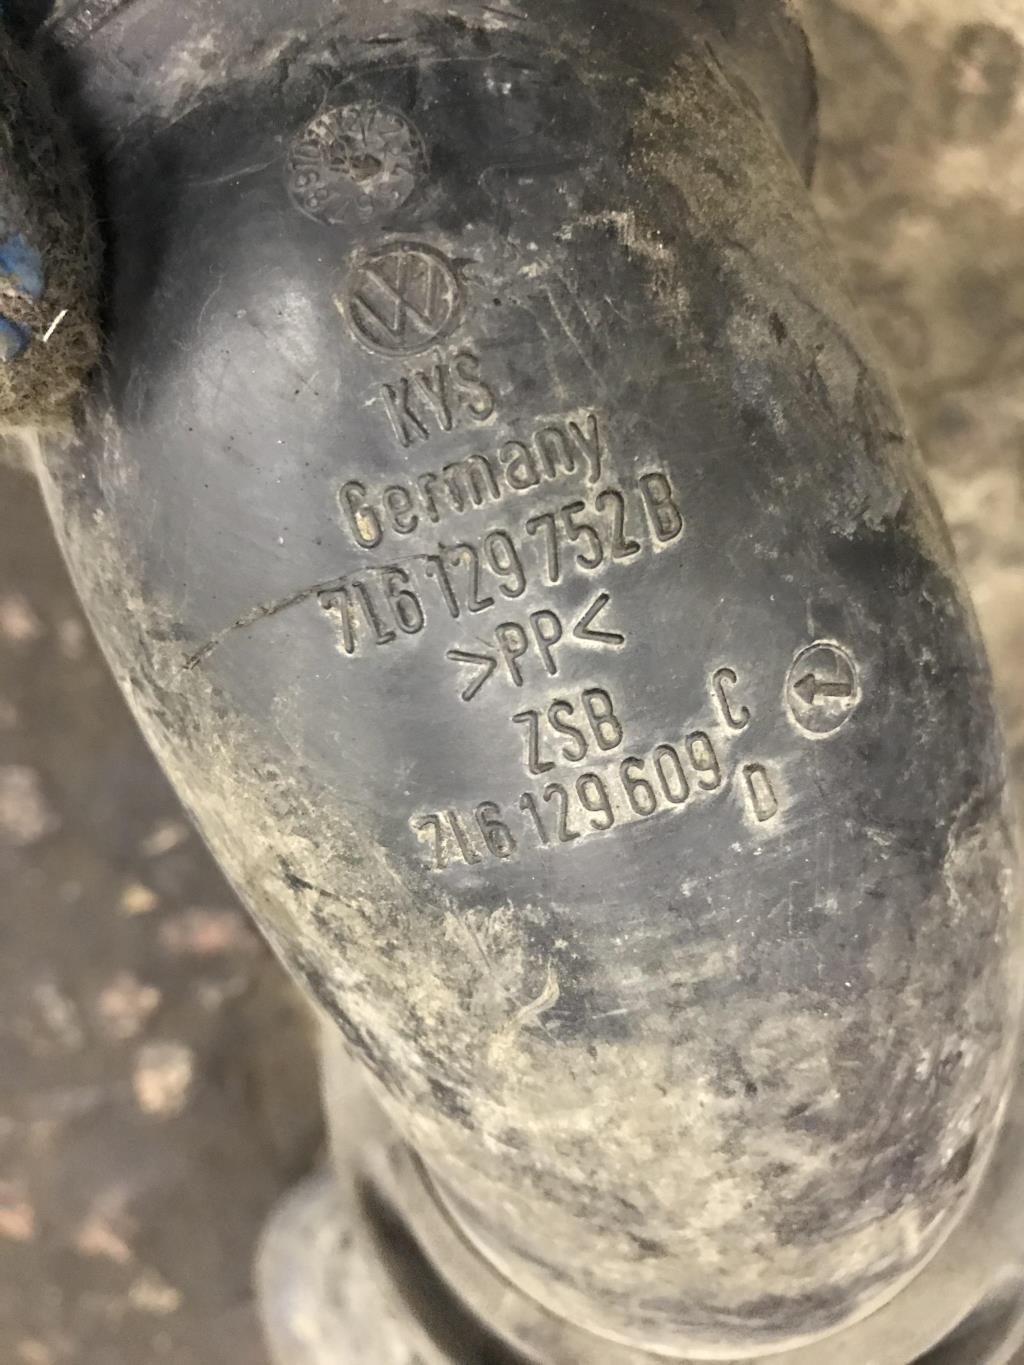 KYS
Germany
7L6 129 752 B
>PP<
ZSB
7L6 129 609 C
D